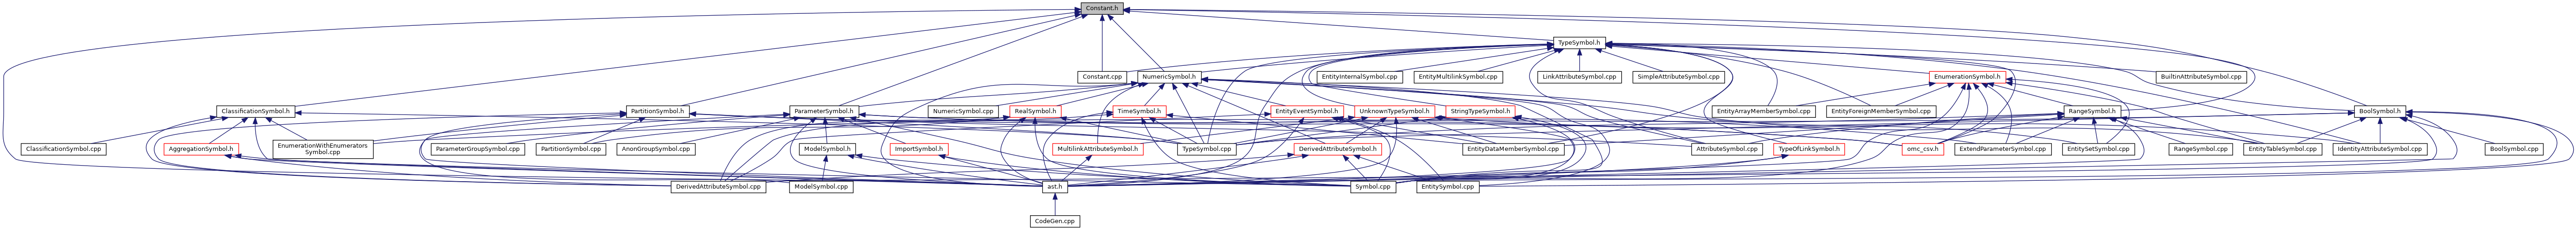 Constant.h
TypeSymbol.h
Constant.cpp
NumericSymbol.h
EntityInternalSymbol.cpp
EntityMultilinkSymbol.cpp
LinkAttributeSymbol.cpp
SimpleAttributeSymbol.cpp
EnumerationSymbol.h
BuiltinAttributeSymbol.cpp
ClassificationSymbol.h
PartitionSymbol.h
ParameterSymbol.h
NumericSymbol.cpp
RealSymbol.h
TimeSymbol.h
EntityEventSymbol.h
UnknownTypeSymbol.h
StringTypeSymbol.h
EntityArrayMemberSymbol.cpp
EntityForeignMemberSymbol.cpp
RangeSymbol.h
BoolSymbol.h
ClassificationSymbol.cpp
AggregationSymbol.h
EnumerationWithEnumerators
Symbol.cpp
ParameterGroupSymbol.cpp
PartitionSymbol.cpp
AnonGroupSymbol.cpp
ModelSymbol.h
ImportSymbol.h
MultilinkAttributeSymbol.h
TypeSymbol.cpp
DerivedAttributeSymbol.h
EntityDataMemberSymbol.cpp
AttributeSymbol.cpp
TypeOfLinkSymbol.h
omc_csv.h
ExtendParameterSymbol.cpp
EntitySetSymbol.cpp
RangeSymbol.cpp
EntityTableSymbol.cpp
IdentityAttributeSymbol.cpp
BoolSymbol.cpp
DerivedAttributeSymbol.cpp
ModelSymbol.cpp
ast.h
Symbol.cpp
EntitySymbol.cpp
CodeGen.cpp